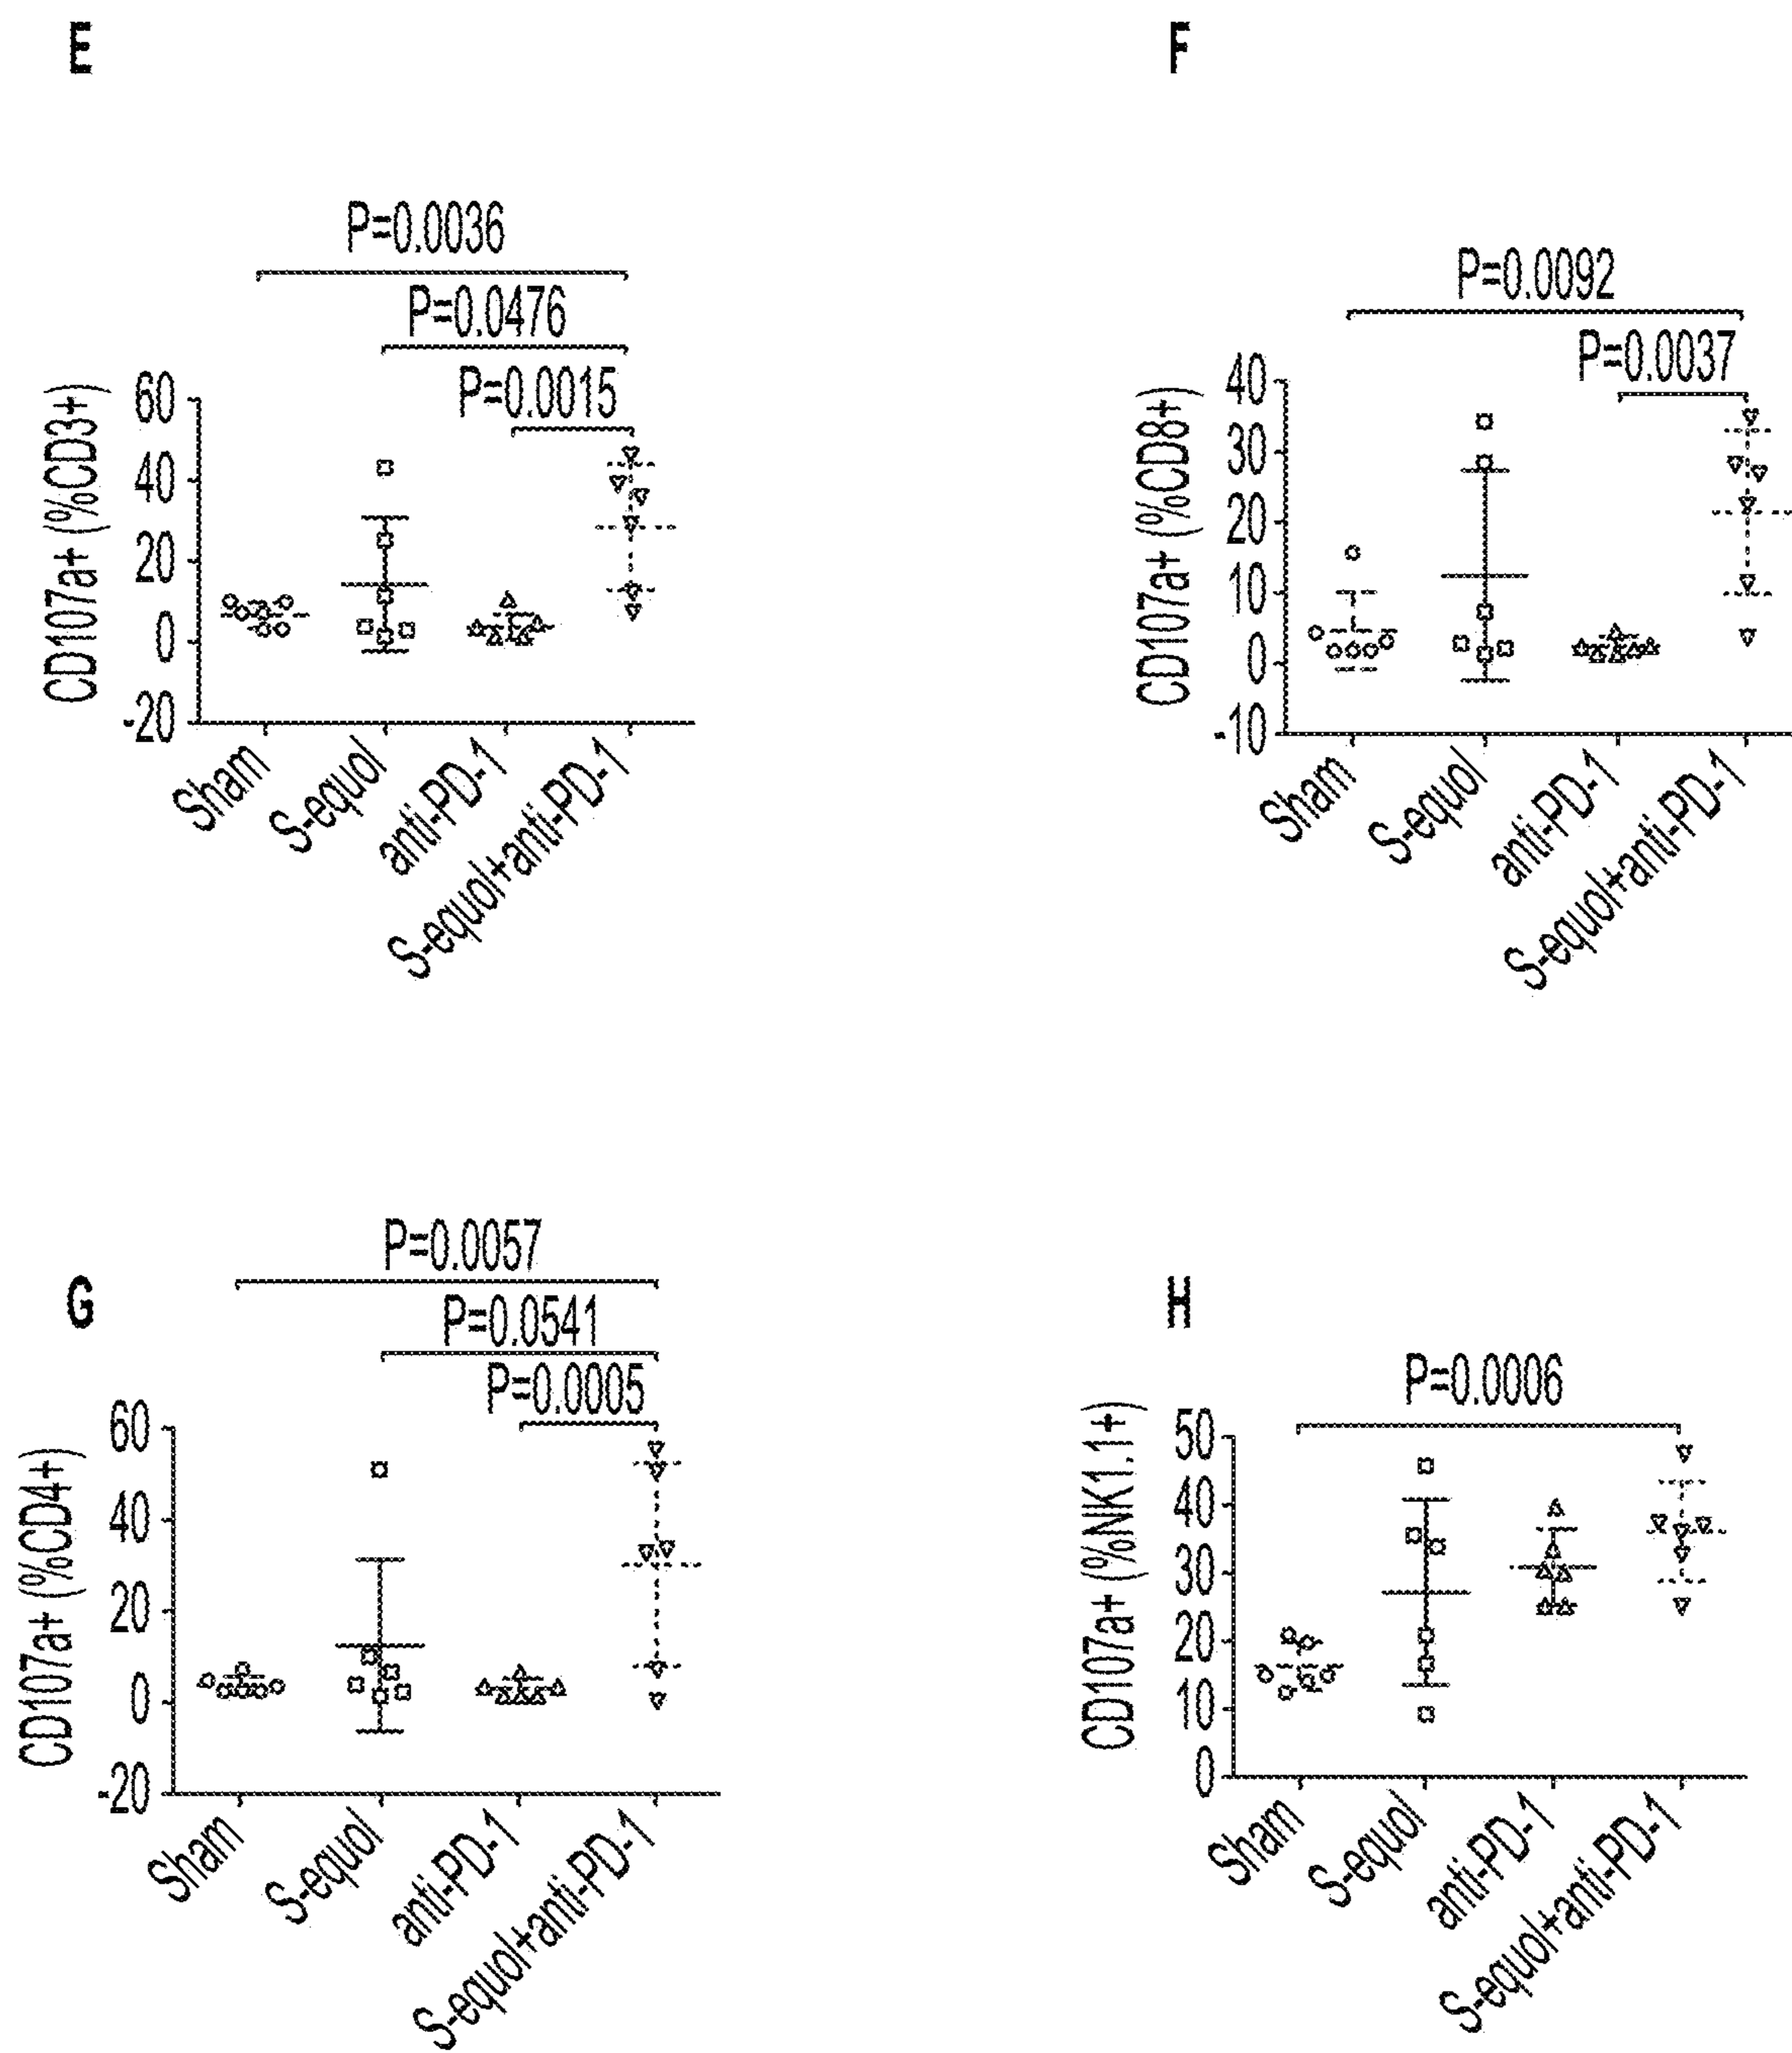 E
P=0.0036
P=0.0476
P=0.0015
CD107a+ (%CD3+)
60
40
20
0
-20
Sham
S-equol
anti-PD-1
S-equol+anti-PD-1
F
P=0.0092
P=0.0037
CD107a+ (%CD8+)
40
30
20
10
0
-10
Sham
S-equol
anti-PD-1
S-equol+anti-PD-1
G
P=0.0057
P=0.0541
P=0.0005
CD107a+ (%CD4+)
60
40
20
0
-20
Sham
S-equol
anti-PD-1
S-equol+anti-PD-1
H
P=0.0006
CD107a+ (%NK1.1+)
50
40
30
20
10
0
Sham
S-equol
anti-PD-1
S-equol+anti-PD-1